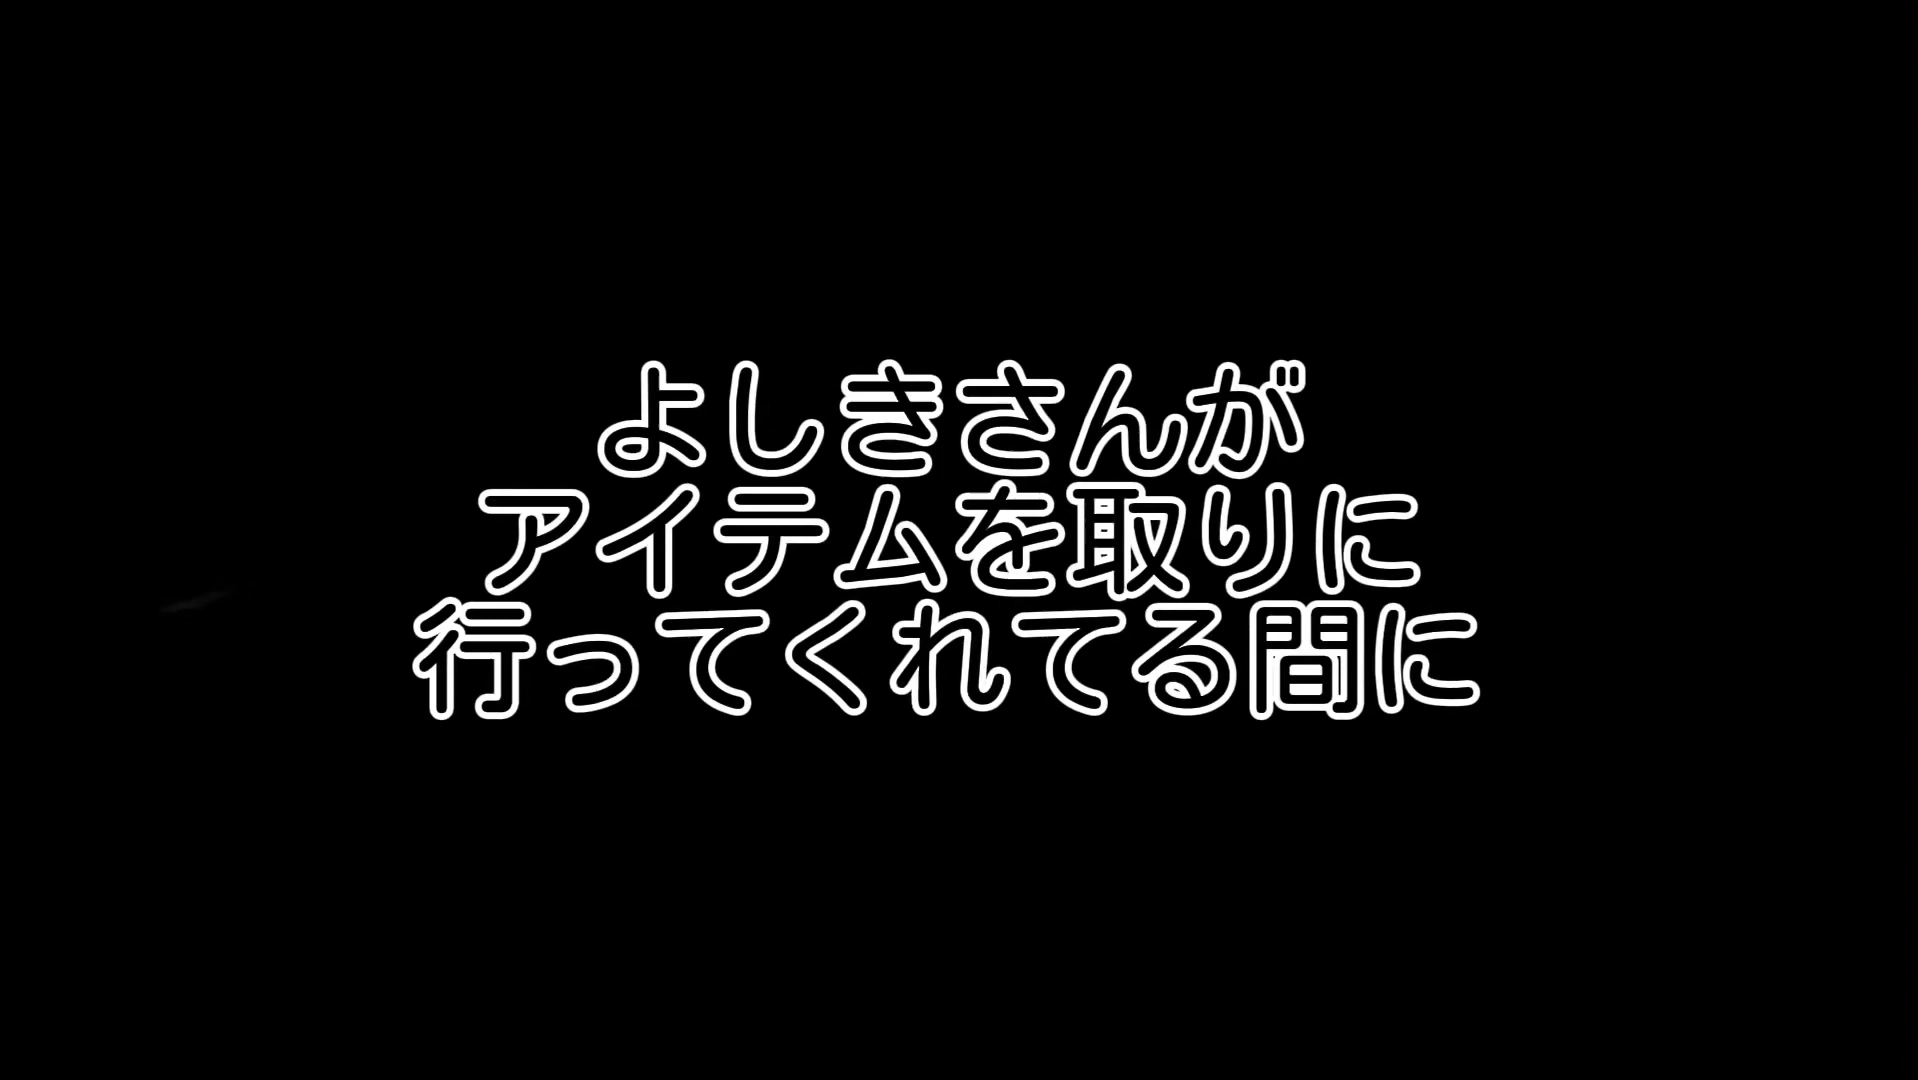 よしきさんが
アイテムを取りに
行ってくれてる間に